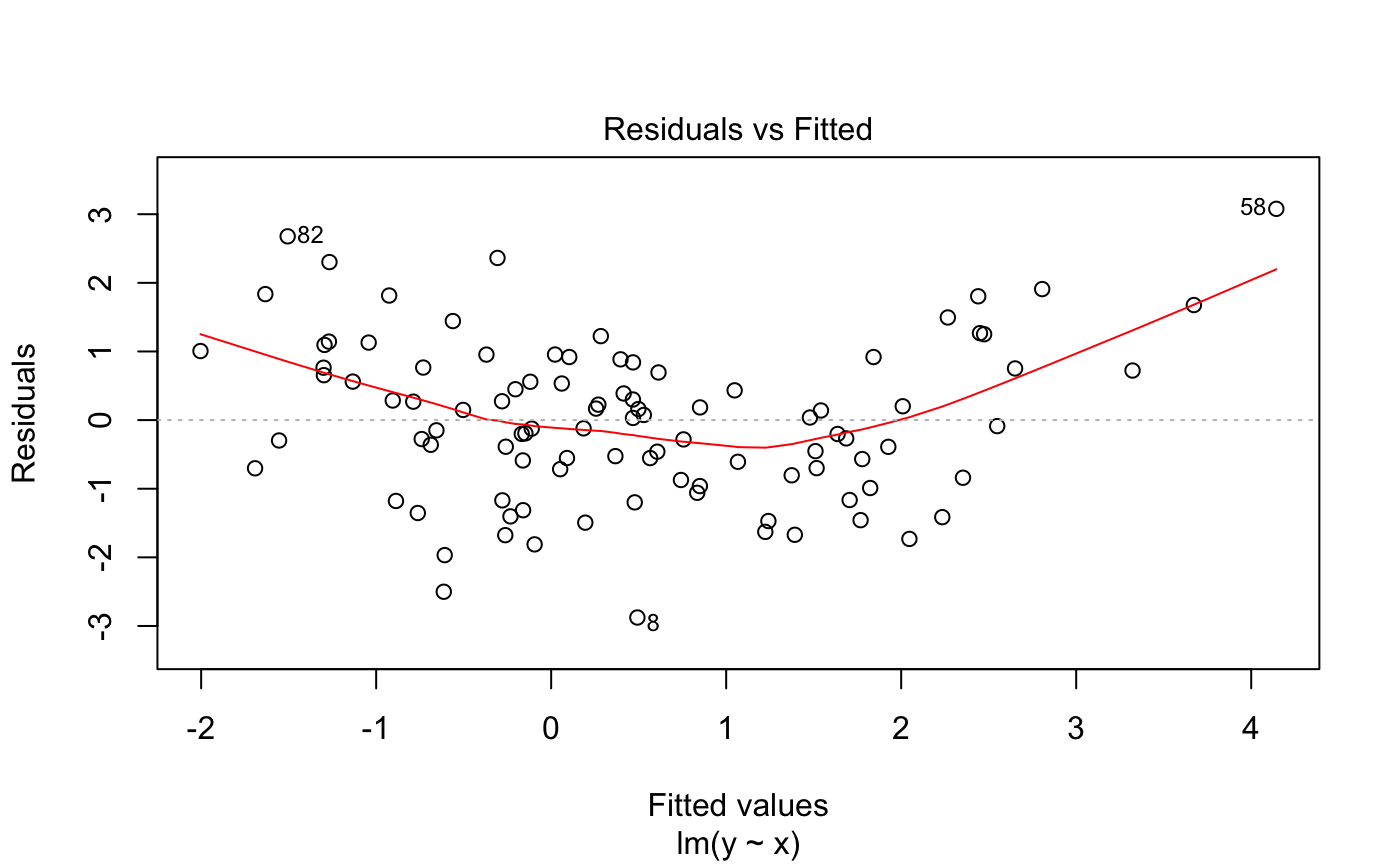 Residuals vs Fitted
3
2
1
0
-1
-2
-3
Residuals
82
58
8
-2 -1 0 1 2 3 4
Fitted values
lm(y ~ x)